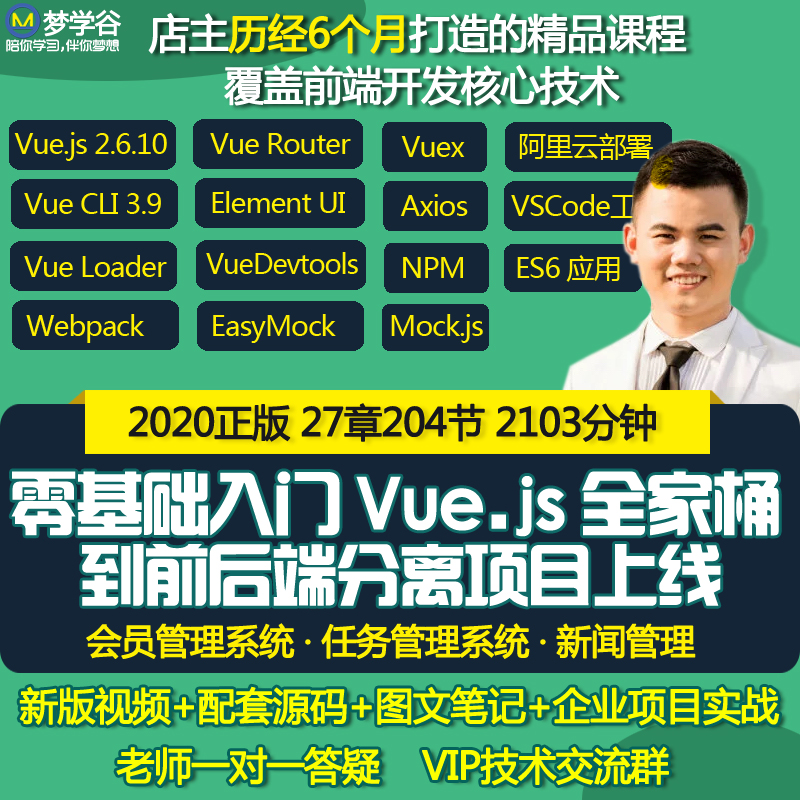 M 梦学谷
陪你学习,伴你梦想
店主历经6个月打造的精品课程
覆盖前端开发核心技术
Vue.js 2.6.10 Vue Router Vuex 阿里云部署
Vue CLI 3.9 Element UI Axios VSCode工
Vue Loader VueDevtools NPM ES6 应用
Webpack EasyMock Mock.js
2020正版 27章204节 2103分钟
零基础入门 Vue.js 全家桶
到前后端分离项目上线
会员管理系统·任务管理系统·新闻管理
新版视频+配套源码+图文笔记+企业项目实战
老师一对一答疑 VIP技术交流群